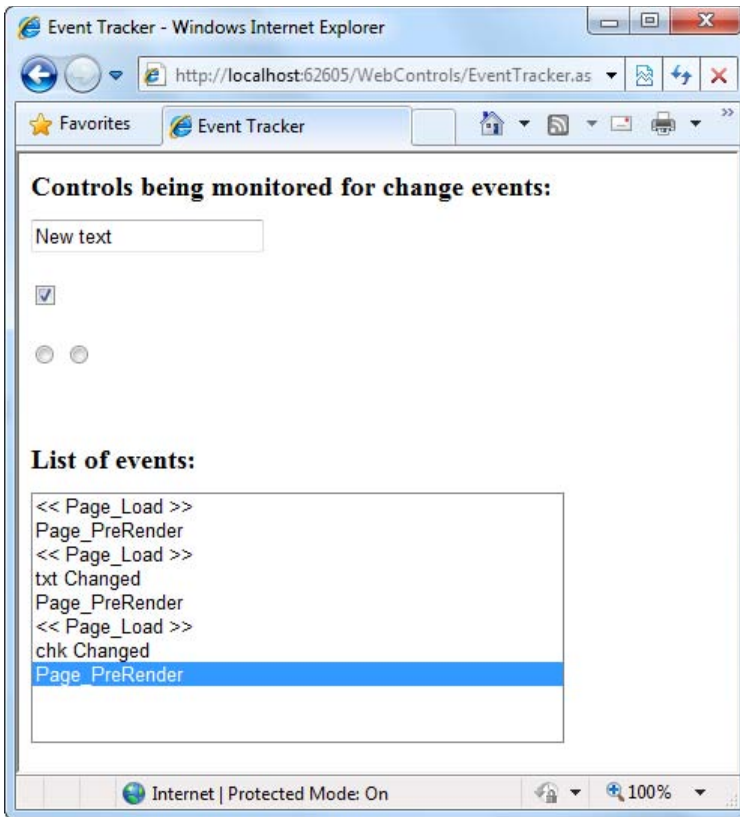 Event Tracker - Windows Internet Explorer
http://localhost:62605/WebControls/EventTracker.as
Favorites
Event Tracker
Controls being monitored for change events:
New text
List of events:
<< Page_Load >>
Page_PreRender
<< Page_Load >>
txt Changed
Page_PreRender
<< Page_Load >>
chk Changed
Page_PreRender
Internet | Protected Mode: On
100%